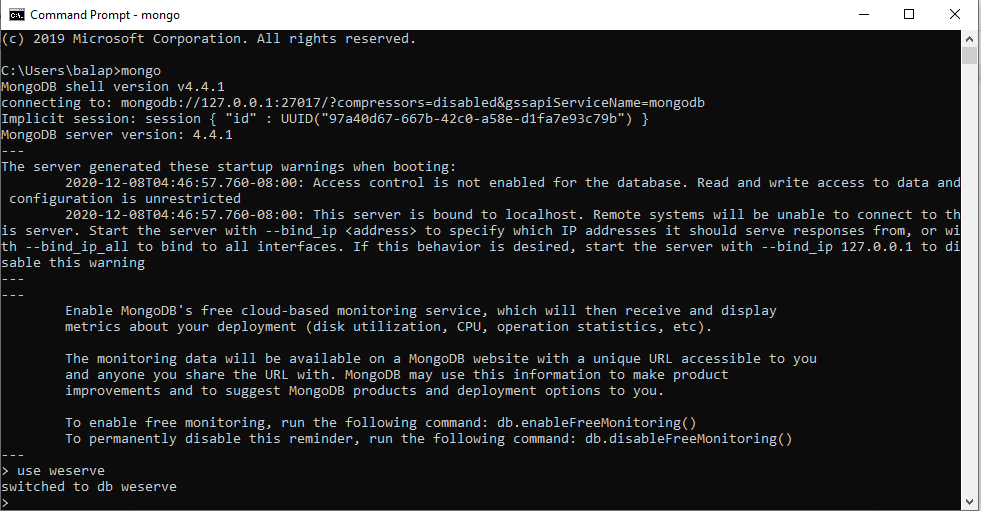 Command Prompt - mongo
(c) 2019 Microsoft Corporation. All rights reserved.
C:\Users\balap>mongo
MongoDB shell version v4.4.1
connecting to: mongodb://127.0.0.1:27017/?compressors=disabled&gssapiServiceName=mongodb
Implicit session: session { "id" : UUID("97a40d67-667b-42c0-a58e-d1fa7e93c79b") }
MongoDB server version: 4.4.1
---
The server generated these startup warnings when booting:
        2020-12-08T04:46:57.760-08:00: Access control is not enabled for the database. Read and write access to data and
 configuration is unrestricted
        2020-12-08T04:46:57.760-08:00: This server is bound to localhost. Remote systems will be unable to connect to th
is server. Start the server with --bind_ip <address> to specify which IP addresses it should serve responses from, or wi
th --bind_ip_all to bind to all interfaces. If this behavior is desired, start the server with --bind_ip 127.0.0.1 to di
sable this warning
---
---
        Enable MongoDB's free cloud-based monitoring service, which will then receive and display
        metrics about your deployment (disk utilization, CPU, operation statistics, etc).
        The monitoring data will be available on a MongoDB website with a unique URL accessible to you
        and anyone you share the URL with. MongoDB may use this information to make product
        improvements and to suggest MongoDB products and deployment options to you.
        To enable free monitoring, run the following command: db.enableFreeMonitoring()
        To permanently disable this reminder, run the following command: db.disableFreeMonitoring()
---
> use weserve
switched to db weserve
>